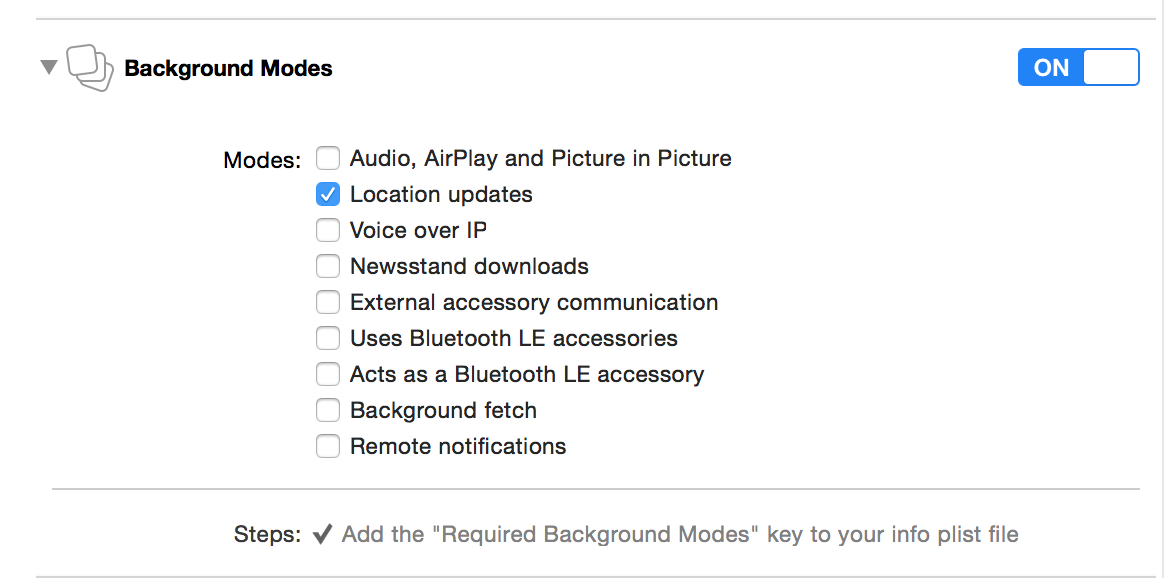 Background Modes
ON
Modes: Audio, AirPlay and Picture in Picture
Location updates
Voice over IP
Newsstand downloads
External accessory communication
Uses Bluetooth LE accessories
Acts as a Bluetooth LE accessory
Background fetch
Remote notifications
Steps: ✔ Add the "Required Background Modes" key to your info plist file